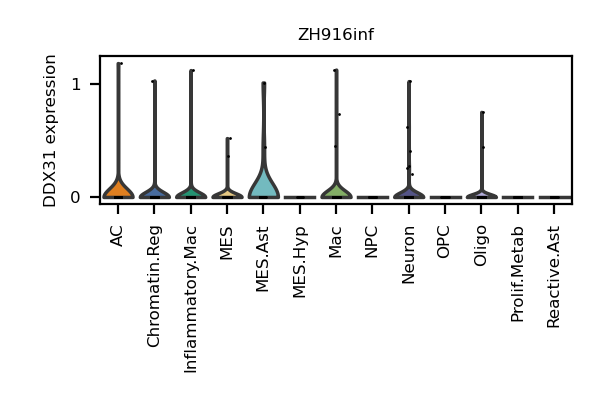 ZH916inf
DDX31 expression
1
0
AC
Chromatin.Reg
Inflammatory.Mac
MES
MES.Ast
MES.Hyp
Mac
NPC
Neuron
OPC
Oligo
Prolif.Metab
Reactive.Ast